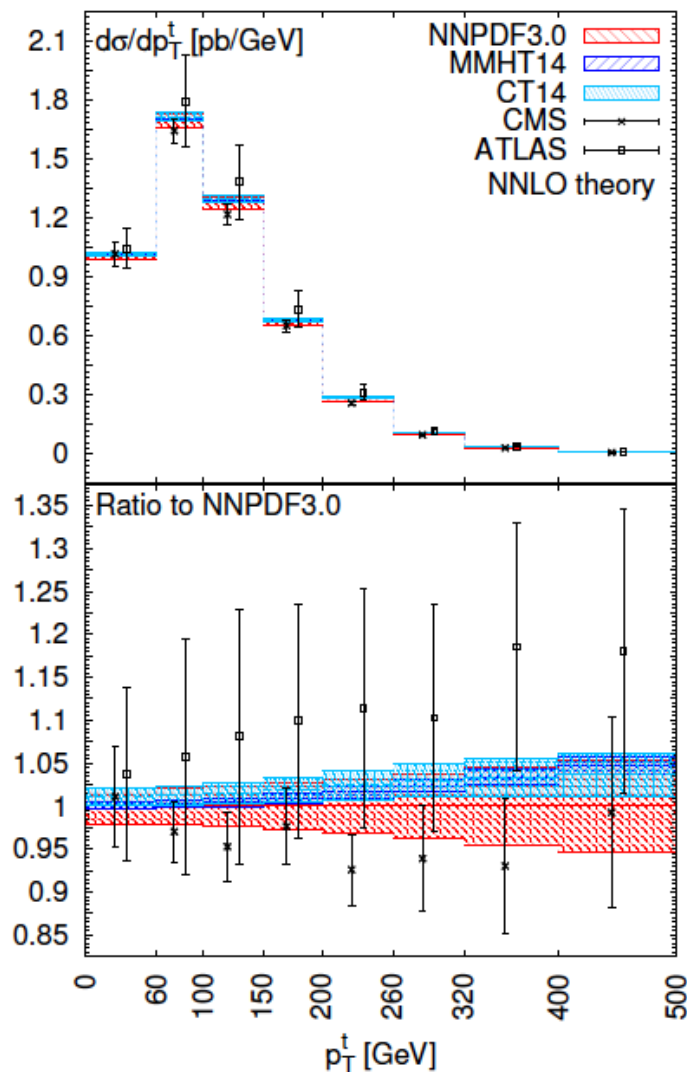 2.1
1.8
1.5
1.2
0.9
0.6
0.3
0
dσ/dp_T^t [pb/GeV]
NNPDF3.0
MMHT14
CT14
CMS
ATLAS
NNLO theory
Ratio to NNPDF3.0
1.35
1.3
1.25
1.2
1.15
1.1
1.05
1
0.95
0.9
0.85
0 60 100 150 200 260 320 400 500
p_T^t [GeV]